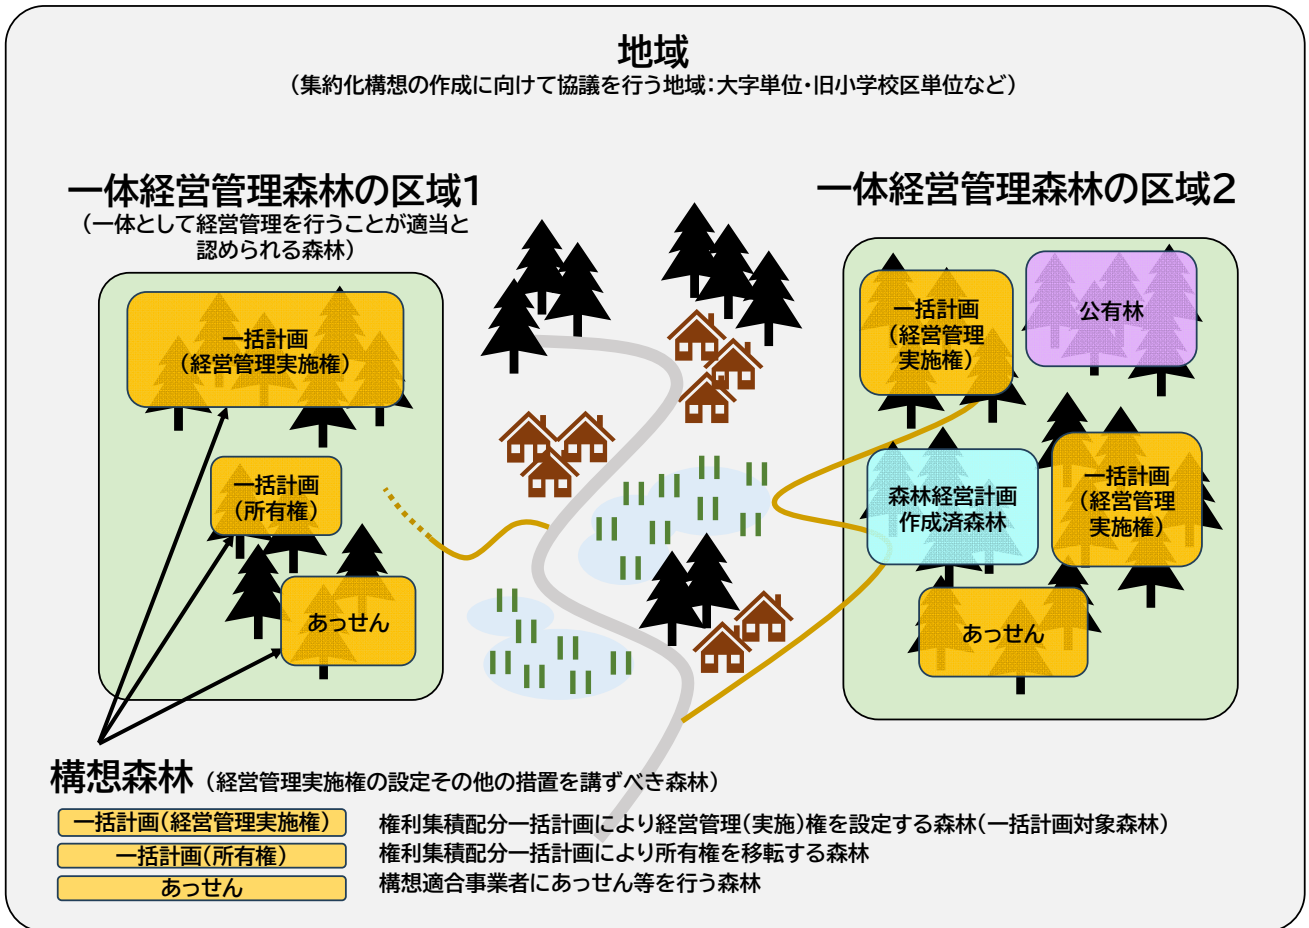 地域
（集約化構想の作成に向けて協議を行う地域：大字単位・旧小学校区単位など）
一体経営管理森林の区域1
（一体として経営管理を行うことが適当と
認められる森林）
一括計画
（経営管理実施権）
一括計画
（所有権）
あっせん
一体経営管理森林の区域2
一括計画
（経営管理
実施権）
公有林
森林経営計画
作成済森林
一括計画
（経営管理
実施権）
あっせん
構想森林（経営管理実施権の設定その他の措置を講ずべき森林）
一括計画（経営管理実施権） 権利集積配分一括計画により経営管理（実施）権を設定する森林（一括計画対象森林）
一括計画（所有権） 権利集積配分一括計画により所有権を移転する森林
あっせん 構想適合事業者にあっせん等を行う森林